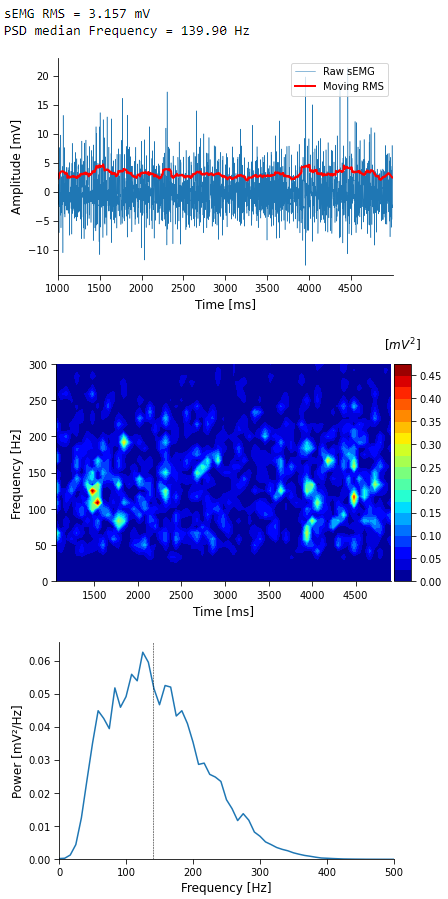 sEMG RMS = 3.157 mV
PSD median Frequency = 139.90 Hz
Raw sEMG
Moving RMS
Amplitude [mV]
20
15
10
5
0
−5
−10
1000 1500 2000 2500 3000 3500 4000 4500
Time [ms]
[mV²]
Frequency [Hz]
300
250
200
150
100
50
0
0.45
0.40
0.35
0.30
0.25
0.20
0.15
0.10
0.05
0.00
1500 2000 2500 3000 3500 4000 4500
Time [ms]
Power [mV²/Hz]
0.06
0.05
0.04
0.03
0.02
0.01
0.00
0 100 200 300 400 500
Frequency [Hz]